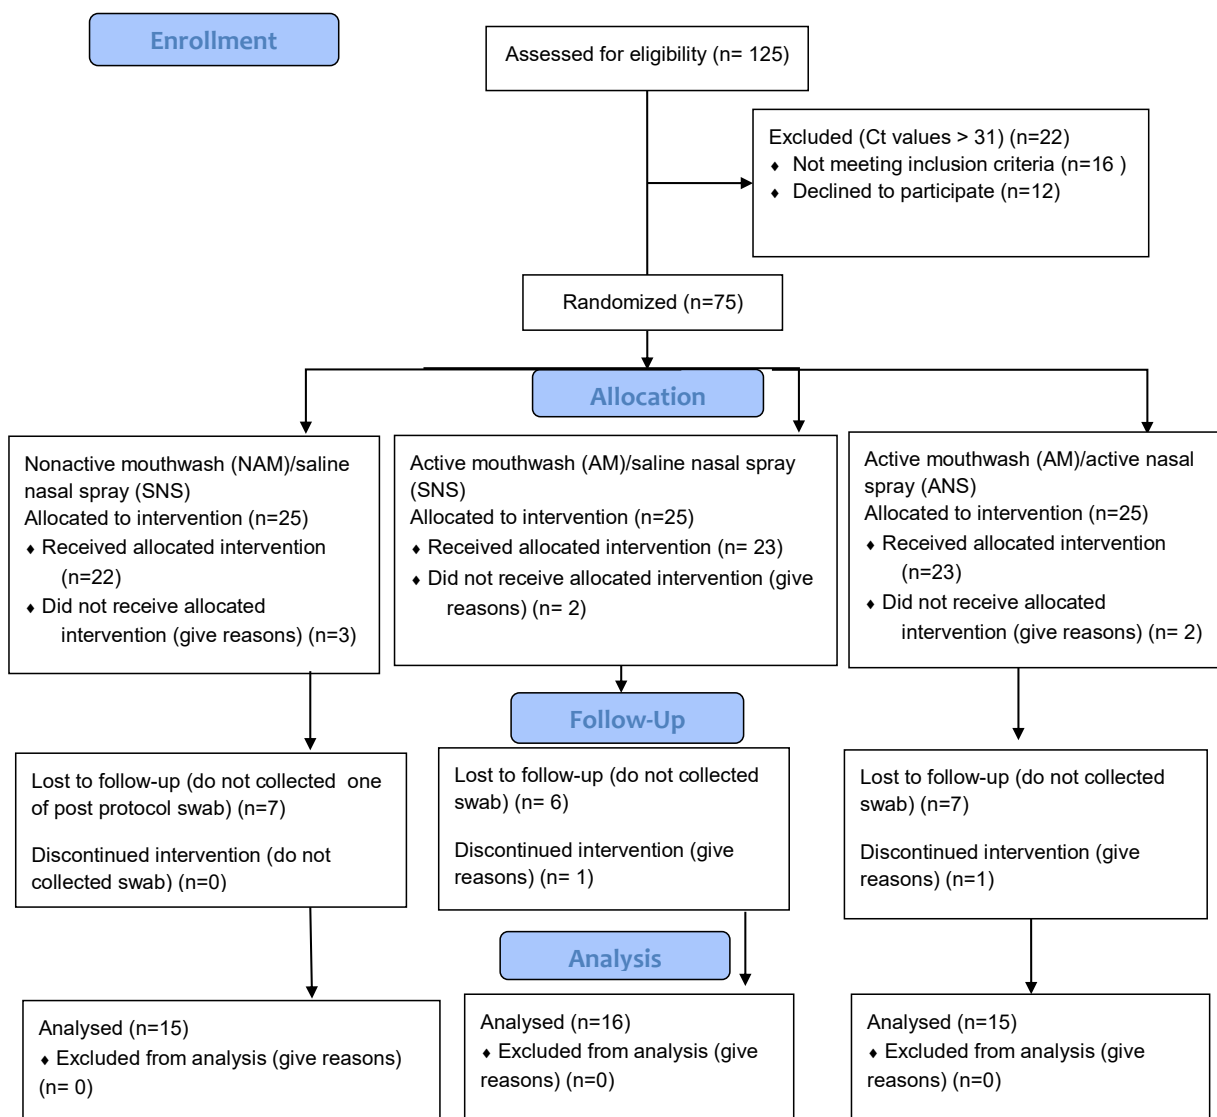 Enrollment
Assessed for eligibility (n= 125)
Excluded (Ct values > 31) (n=22)
♦ Not meeting inclusion criteria (n=16 )
♦ Declined to participate (n=12)
Randomized (n=75)
Allocation
Nonactive mouthwash (NAM)/saline
nasal spray (SNS)
Allocated to intervention (n=25)
♦ Received allocated intervention
(n=22)
♦ Did not receive allocated
intervention (give reasons) (n=3)
Active mouthwash (AM)/saline nasal spray
(SNS)
Allocated to intervention (n=25)
♦ Received allocated intervention (n= 23)
♦ Did not receive allocated intervention (give
reasons) (n= 2)
Active mouthwash (AM)/active nasal
spray (ANS)
Allocated to intervention (n=25)
♦ Received allocated intervention
(n=23)
♦ Did not receive allocated
intervention (give reasons) (n= 2)
Follow-Up
Lost to follow-up (do not collected one
of post protocol swab) (n=7)
Discontinued intervention (do not
collected swab) (n=0)
Lost to follow-up (do not collected
swab) (n= 6)
Discontinued intervention (give
reasons) (n= 1)
Lost to follow-up (do not collected
swab) (n=7)
Discontinued intervention (give
reasons) (n=1)
Analysis
Analysed (n=15)
♦ Excluded from analysis (give reasons)
(n= 0)
Analysed (n=16)
♦ Excluded from analysis (give
reasons) (n=0)
Analysed (n=15)
♦ Excluded from analysis (give
reasons) (n=0)